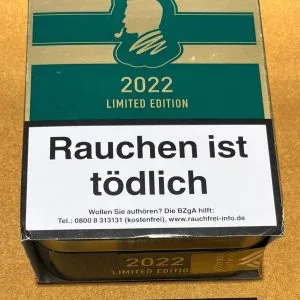 2022
LIMITED EDITION
Rauchen ist
tödlich
Wollen Sie aufhören? Die BZgA hilft:
Tel.: 0800 8 313131 (kostenfrei), www.rauchfrei-info.de
2022
LIMITED EDITION